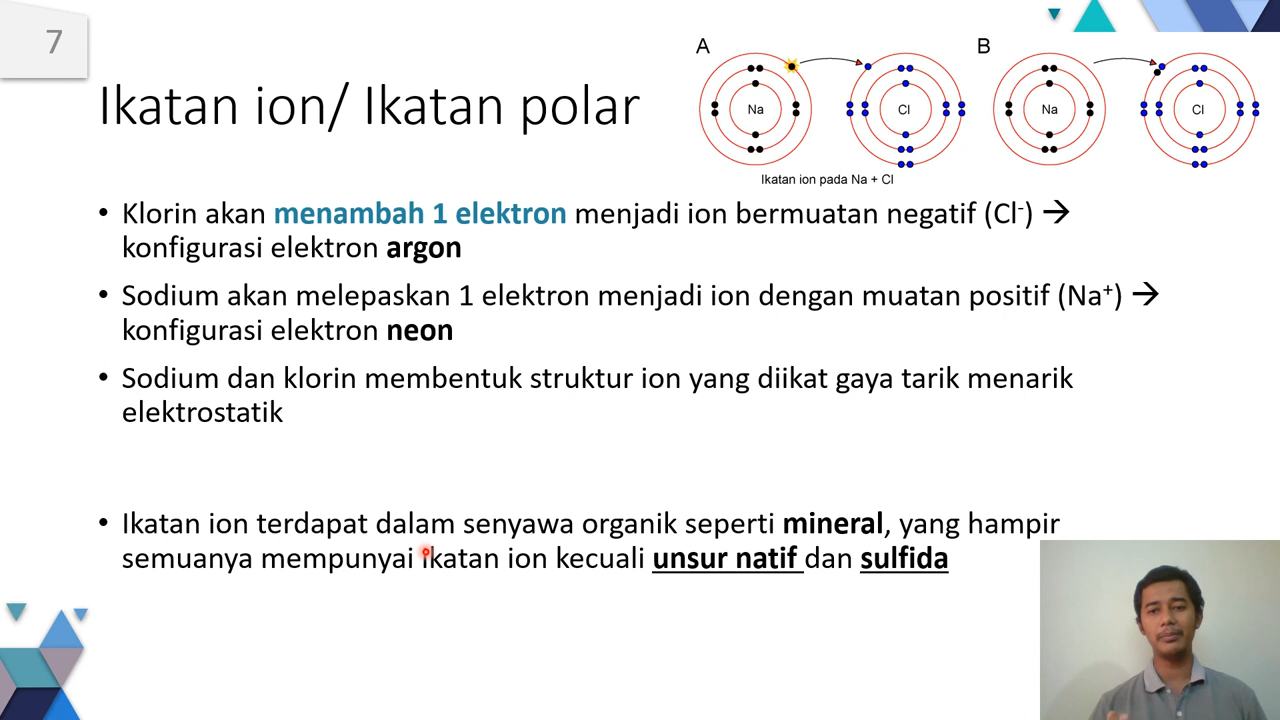 7
Ikatan ion/ Ikatan polar
A
B
Na
Cl
Na
Cl
Ikatan ion pada Na + Cl
• Klorin akan menambah 1 elektron menjadi ion bermuatan negatif (Cl⁻) →
konfigurasi elektron argon
• Sodium akan melepaskan 1 elektron menjadi ion dengan muatan positif (Na⁺) →
konfigurasi elektron neon
• Sodium dan klorin membentuk struktur ion yang diikat gaya tarik menarik
elektrostatik
• Ikatan ion terdapat dalam senyawa organik seperti mineral, yang hampir
semuanya mempunyai ikatan ion kecuali unsur natif dan sulfida